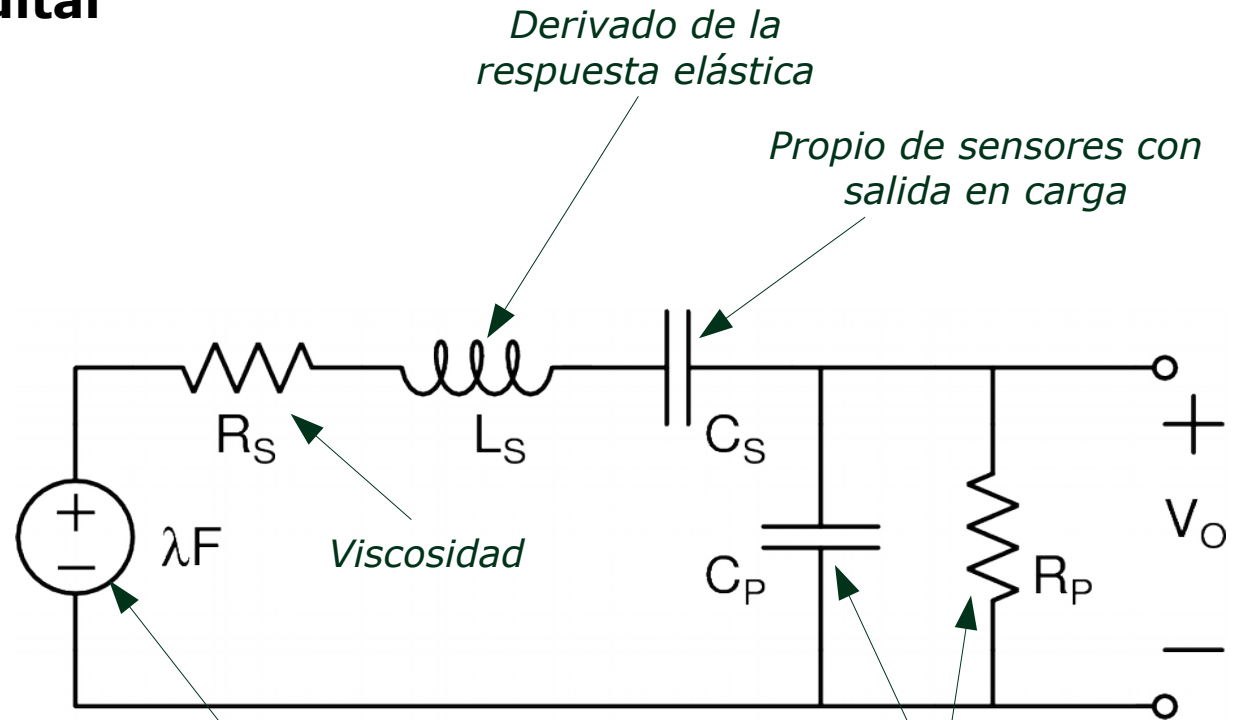 Derivado de la
respuesta elástica
Propio de sensores con
salida en carga
R_S
L_S
C_S
+
+
−
λF
Viscosidad
V_O
C_P
R_P
−